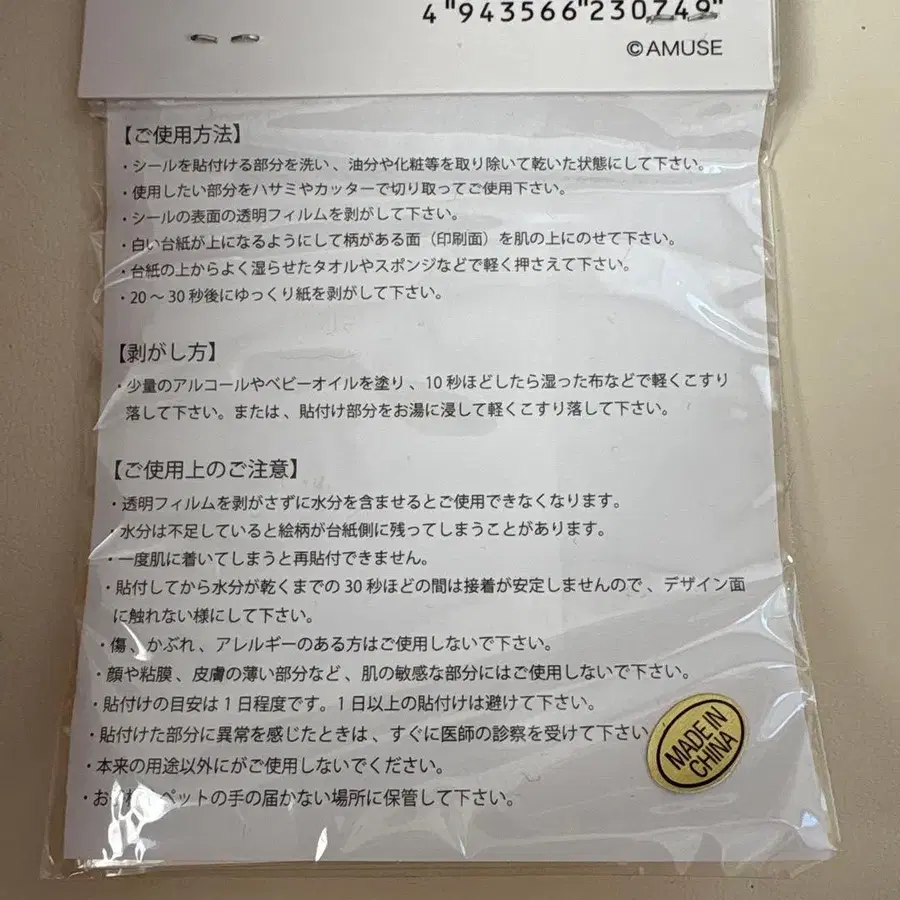 4 "943566"230749"
©AMUSE
【ご使用方法】
・シールを貼付ける部分を洗い、油分や化粧等を取り除いて乾いた状態にして下さい。
・使用したい部分をハサミやカッターで切り取ってご使用下さい。
・シールの表面の透明フィルムを剥がして下さい。
・白い台紙が上になるようにして柄がある面（印刷面）を肌の上にのせて下さい。
・台紙の上からよく湿らせたタオルやスポンジなどで軽く押さえて下さい。
・20～30秒後にゆっくり紙を剥がして下さい。
【剥がし方】
・少量のアルコールやベビーオイルを塗り、10秒ほどしたら湿った布などで軽くこすり
落して下さい。または、貼付け部分をお湯に浸して軽くこすり落して下さい。
【ご使用上のご注意】
・透明フィルムを剥がさずに水分を含ませるとご使用できなくなります。
・水分は不足していると絵柄が台紙側に残ってしまうことがあります。
・一度肌に着いてしまうと再貼付できません。
・貼付してから水分が乾くまでの30秒ほどの間は接着が安定しませんので、デザイン面
に触れない様にして下さい。
・傷、かぶれ、アレルギーのある方はご使用しないで下さい。
・顔や粘膜、皮膚の薄い部分など、肌の敏感な部分にはご使用しないで下さい。
・貼付けの目安は1日程度です。1日以上の貼付けは避けて下さい。
・貼付けた部分に異常を感じたときは、すぐに医師の診察を受けて下さい
・本来の用途以外にがご使用しないでください。
・お ペットの手の届かない場所に保管して下さい。
MADE IN
CHINA